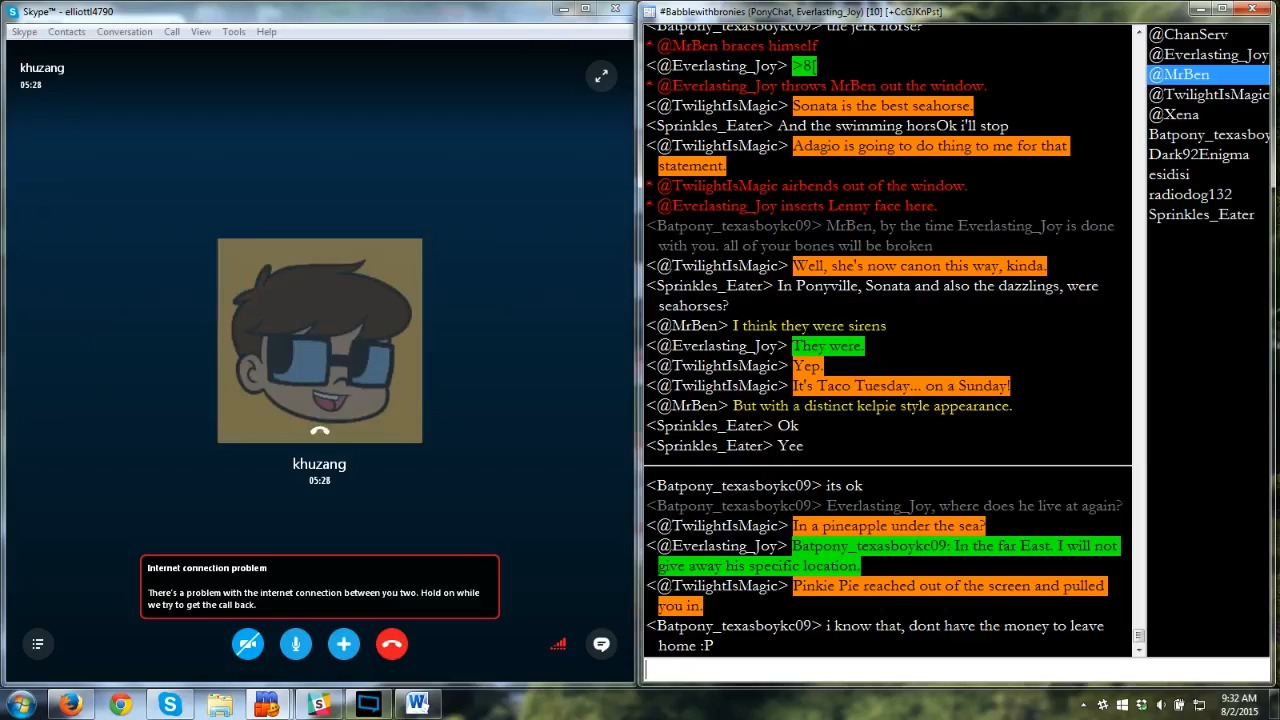 Skype™ - elliottl4790
Skype Contacts Conversation Call View Tools Help
khuzang
05:28
khuzang
05:28
Internet connection problem
There's a problem with the internet connection between you two. Hold on while
we try to get the call back.
#Babblewithbronies (PonyChat, Everlasting_Joy) [10] [+CcGJKnPst]
<Batpony_texasboykc09> the jerk horse?
* @MrBen braces himself
<@Everlasting_Joy> >8[
* @Everlasting_Joy throws MrBen out the window.
<@TwilightIsMagic> Sonata is the best seahorse.
<Sprinkles_Eater> And the swimming horsOk i'll stop
<@TwilightIsMagic> Adagio is going to do thing to me for that
statement.
* @TwilightIsMagic airbends out of the window.
* @Everlasting_Joy inserts Lenny face here.
<Batpony_texasboykc09> MrBen, by the time Everlasting_Joy is done
with you. all of your bones will be broken
<@TwilightIsMagic> Well, she's now canon this way, kinda.
<Sprinkles_Eater> In Ponyville, Sonata and also the dazzlings, were
seahorses?
<@MrBen> I think they were sirens
<@Everlasting_Joy> They were.
<@TwilightIsMagic> Yep.
<@TwilightIsMagic> It's Taco Tuesday... on a Sunday!
<@MrBen> But with a distinct kelpie style appearance.
<Sprinkles_Eater> Ok
<Sprinkles_Eater> Yee
<Batpony_texasboykc09> its ok
<Batpony_texasboykc09> Everlasting_Joy, where does he live at again?
<@TwilightIsMagic> In a pineapple under the sea?
<@Everlasting_Joy> Batpony_texasboykc09: In the far East. I will not
give away his specific location.
<@TwilightIsMagic> Pinkie Pie reached out of the screen and pulled
you in.
<Batpony_texasboykc09> i know that, dont have the money to leave
home :P
@ChanServ
@Everlasting_Joy
@MrBen
@TwilightIsMagic
@Xena
Batpony_texasboy
Dark92Enigma
esidisi
radiodog132
Sprinkles_Eater
9:32 AM
8/2/2015